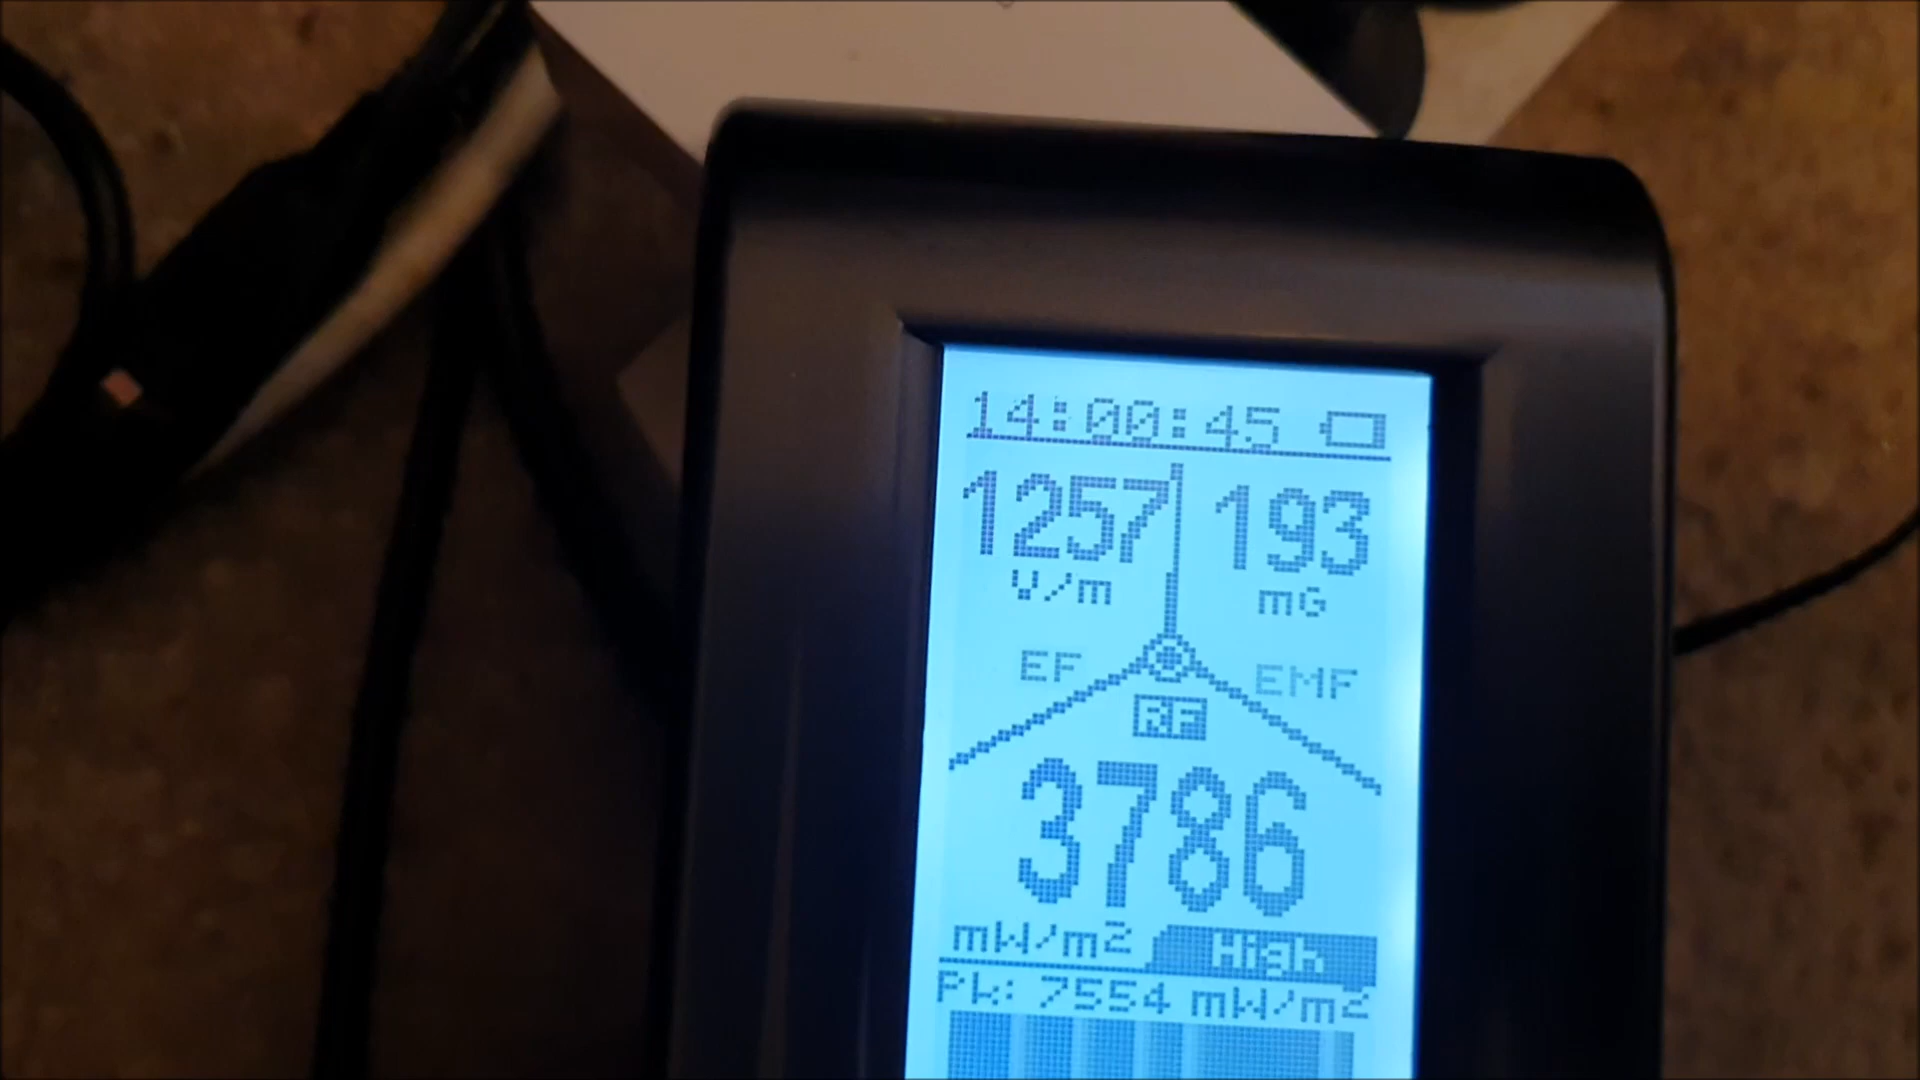 14:00:45
1257 193
V/m mG
EF EMF
RF
3786
mW/m2 High
Pk: 7554 mW/m2